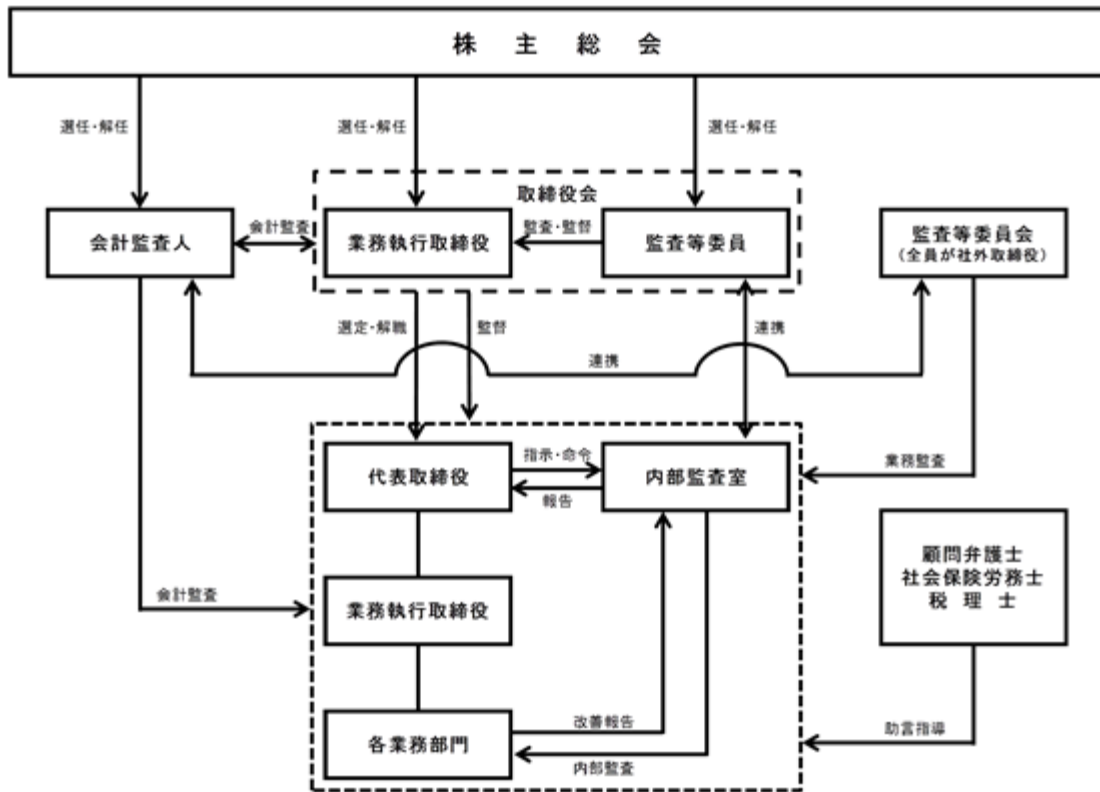 株主総会
選任・解任
選任・解任
選任・解任
取締役会
会計監査人
会計監査
業務執行取締役
監査・監督
監査等委員
監査等委員会
(全員が社外取締役)
選定・解職
監督
連携
連携
代表取締役
指示・命令
報告
内部監査室
業務監査
顧問弁護士
社会保険労務士
税理士
会計監査
業務執行取締役
各業務部門
改善報告
内部監査
助言指導